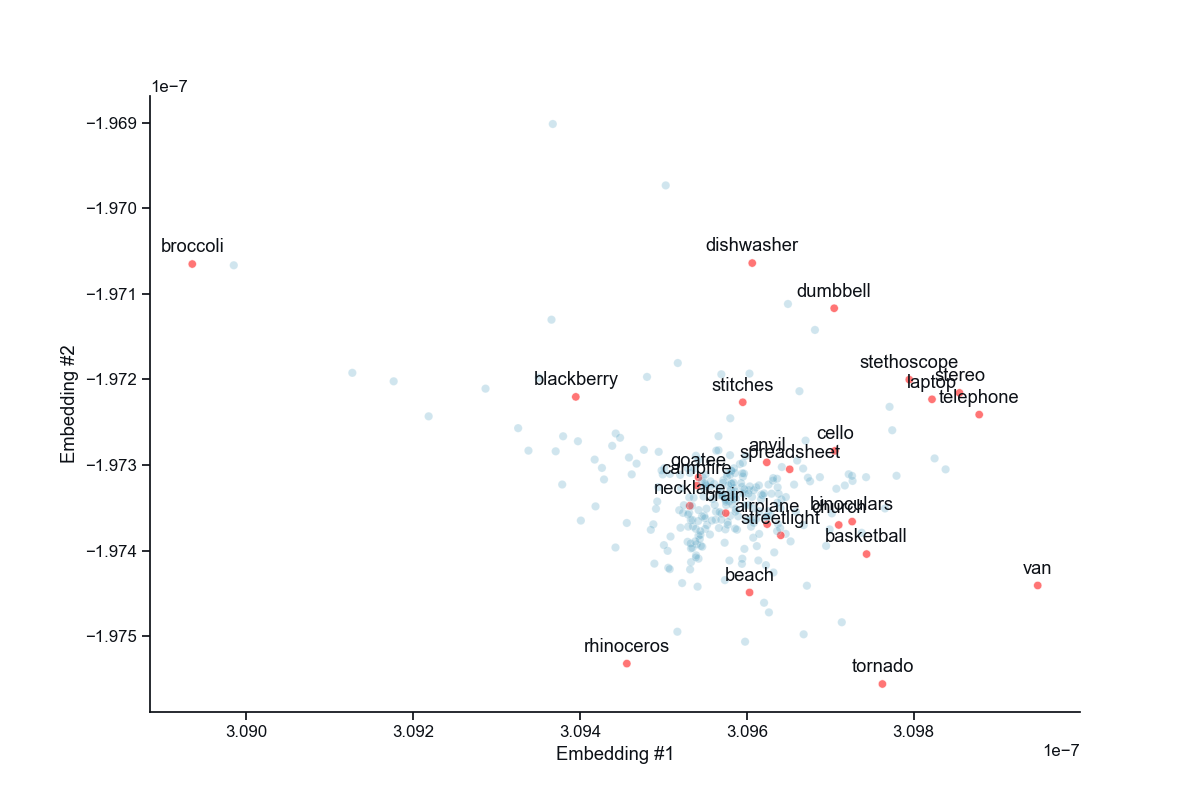 1e−7
−1.969
−1.970
−1.971
−1.972
−1.973
−1.974
−1.975
Embedding #2
broccoli
dishwasher
dumbbell
stethoscope
stereo
laptop
telephone
blackberry
stitches
cello
anvil
spreadsheet
goatee
campfire
necklace
brain
airplane
binoculars
church
streetlight
basketball
beach
van
rhinoceros
tornado
3.090
3.092
3.094
3.096
3.098
1e−7
Embedding #1